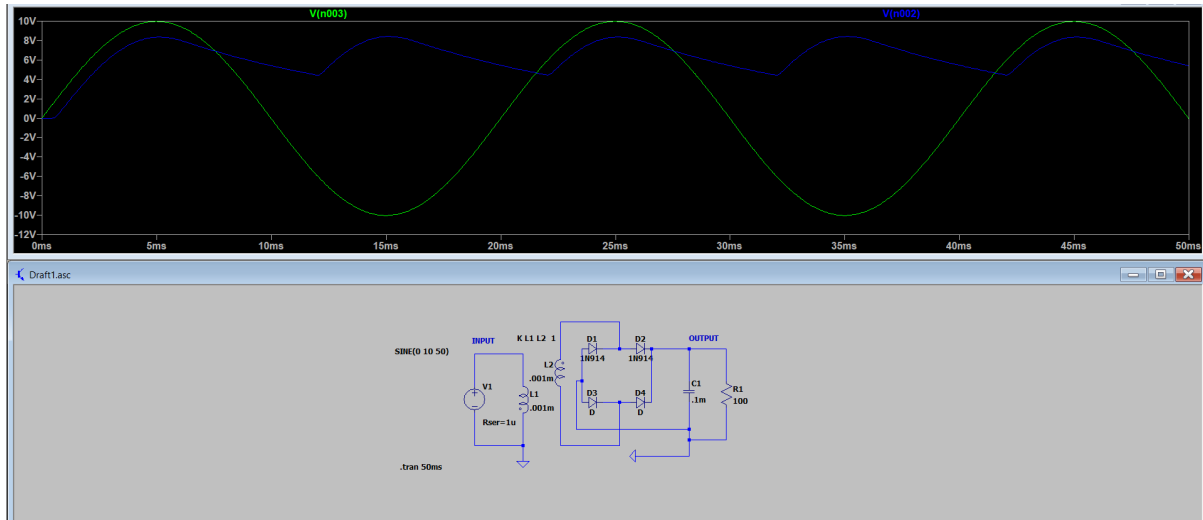 V(n003) V(n002)
10V
8V
6V
4V
2V
0V
-2V
-4V
-6V
-8V
-10V
-12V
0ms 5ms 10ms 15ms 20ms 25ms 30ms 35ms 40ms 45ms 50ms
Draft1.asc
SINE(0 10 50)
INPUT
K L1 L2 1
D1
1N914
D2
1N914
OUTPUT
V1
Rser=1u
L1
.001m
L2
.001m
D3
D
D4
D
C1
.1m
R1
100
.tran 50ms